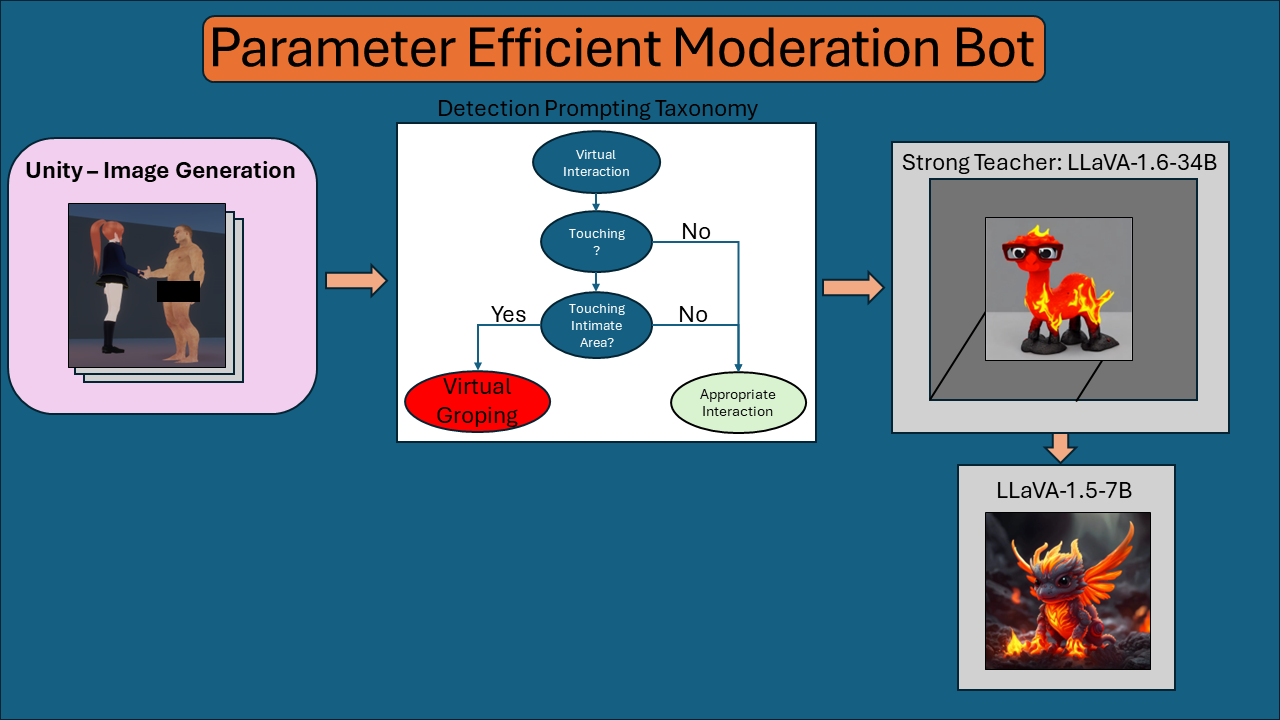 Parameter Efficient Moderation Bot
Detection Prompting Taxonomy
Unity – Image Generation
Virtual
Interaction
Touching
?
No
Touching
Intimate
Area?
Yes
No
Virtual
Groping
Appropriate
Interaction
Strong Teacher: LLaVA-1.6-34B
LLaVA-1.5-7B